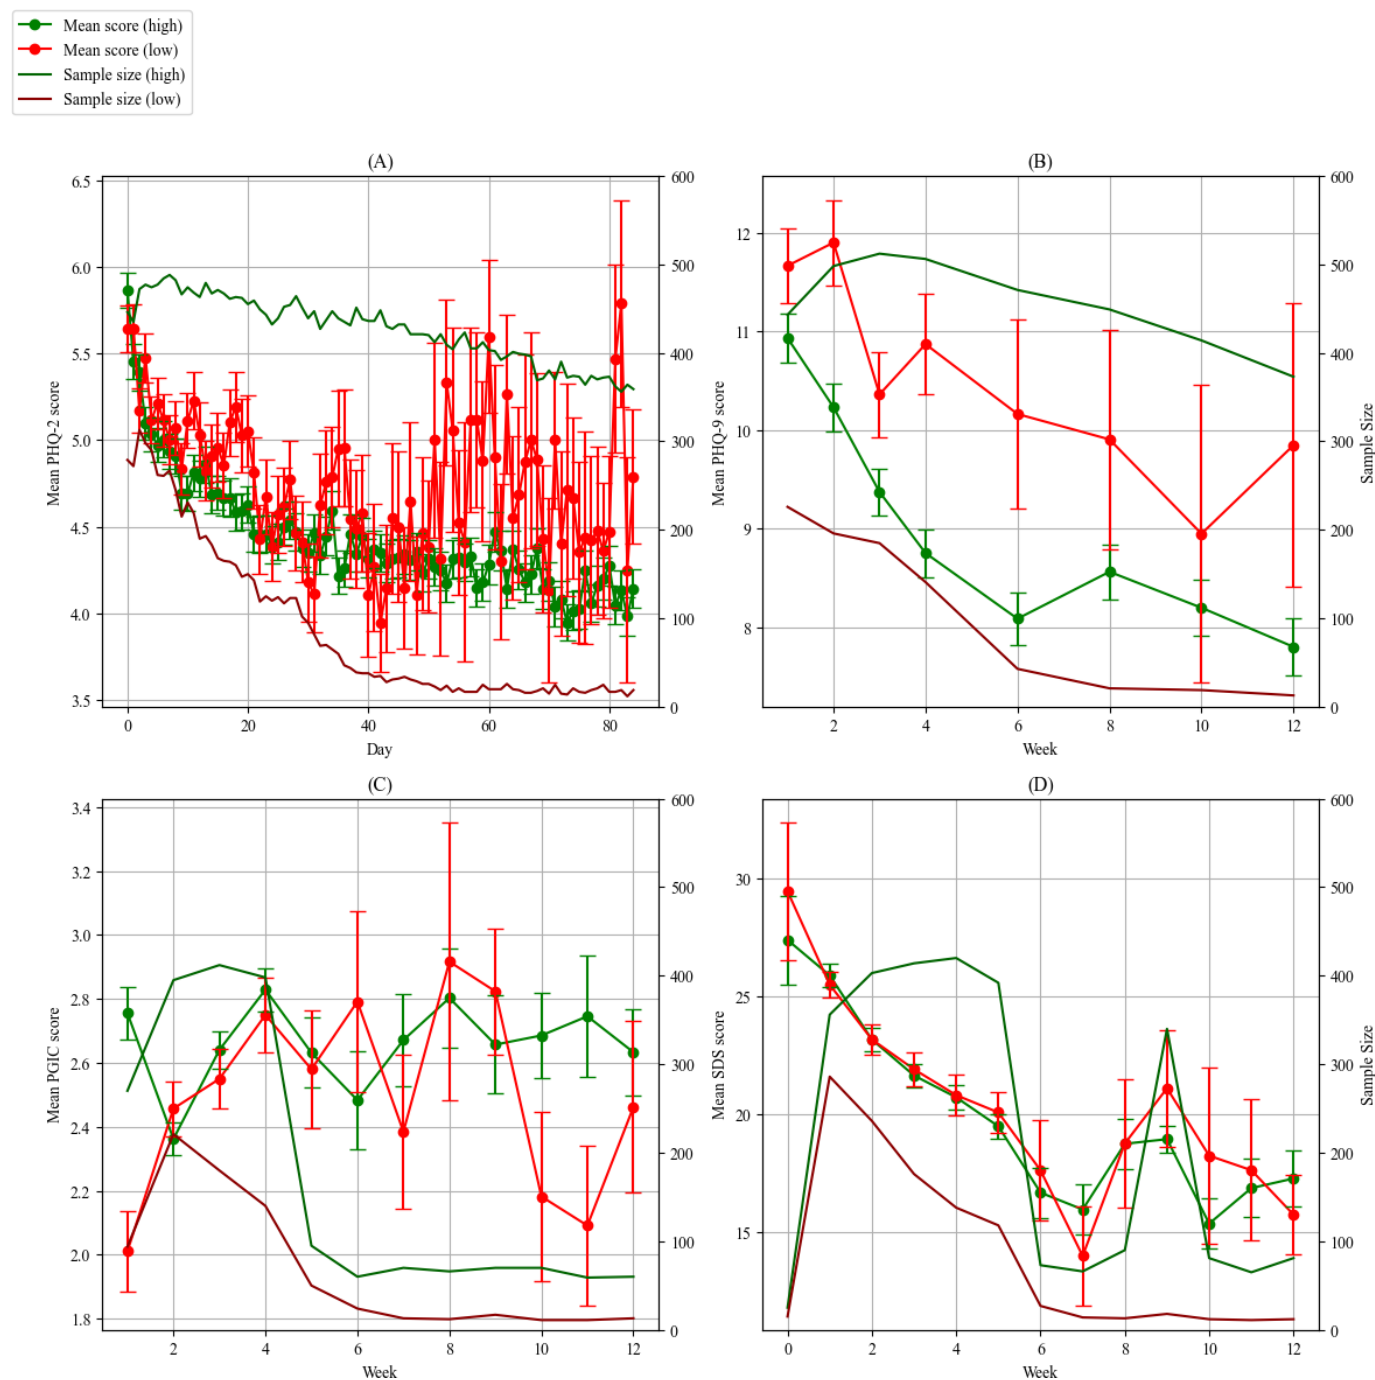 Mean score (high)
Mean score (low)
Sample size (high)
Sample size (low)
(A)
6.5
6.0
5.5
5.0
4.5
4.0
3.5
Mean PHQ-2 score
600
500
400
300
200
100
0
0 20 40 60 80
Day
(B)
12
11
10
9
8
Mean PHQ-9 score
600
500
400
300
200
100
0
Sample Size
2 4 6 8 10 12
Week
(C)
3.4
3.2
3.0
2.8
2.6
2.4
2.2
2.0
1.8
Mean PGIC score
600
500
400
300
200
100
0
2 4 6 8 10 12
Week
(D)
30
25
20
15
Mean SDS score
600
500
400
300
200
100
0
Sample Size
0 2 4 6 8 10 12
Week